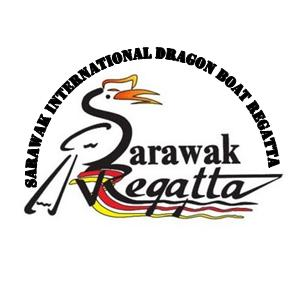 SARAWAK INTERNATIONAL DRAGON BOAT REGATTA
Sarawak
Regatta